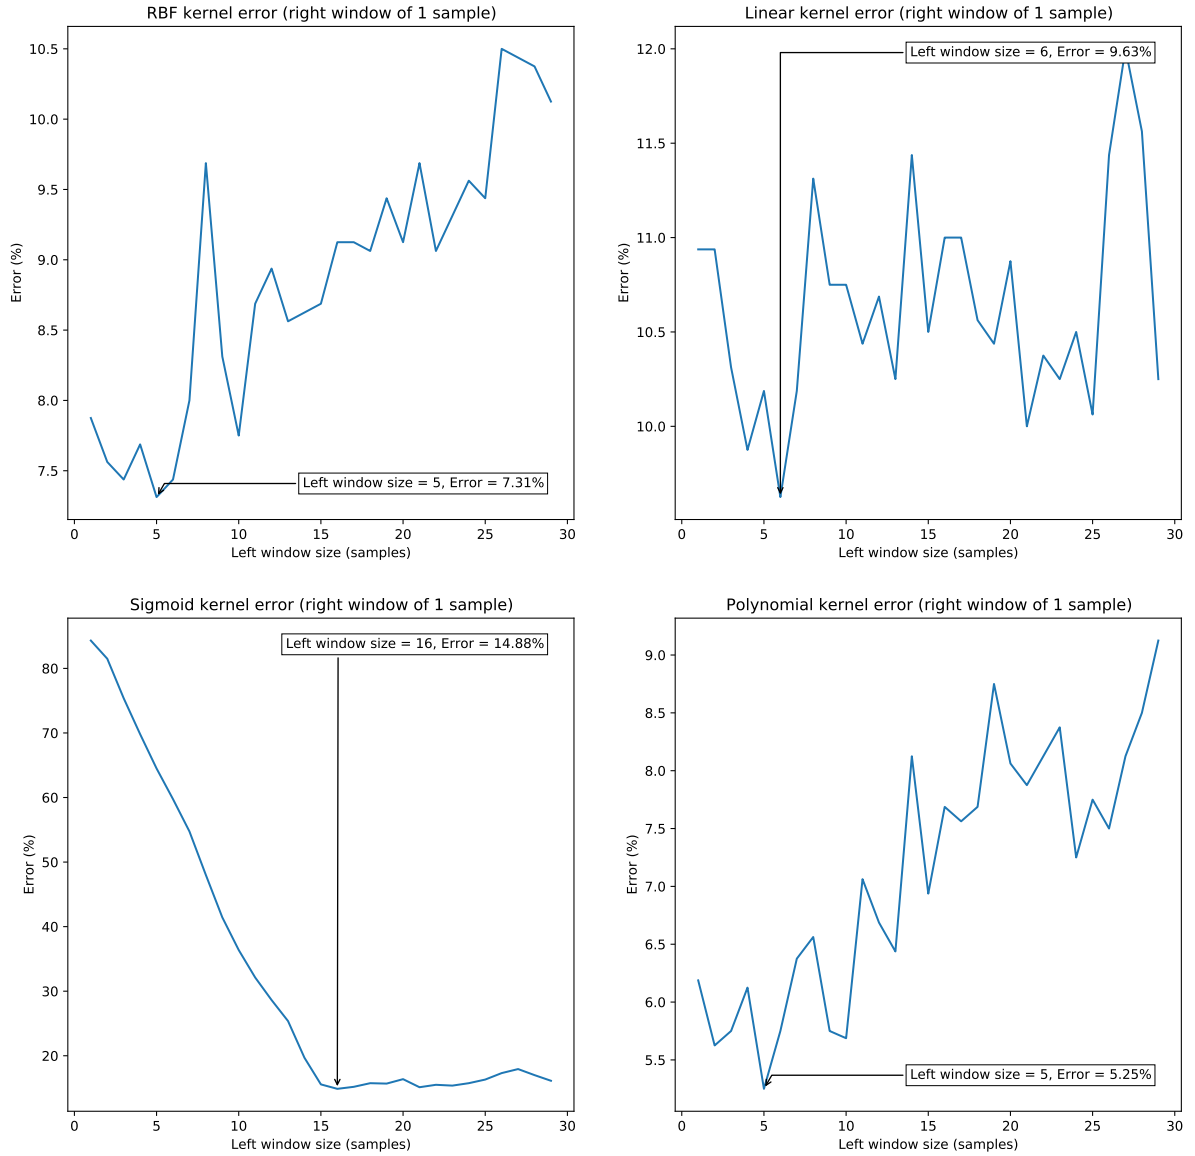 RBF kernel error (right window of 1 sample)
10.5
10.0
9.5
9.0
8.5
8.0
7.5
Error (%)
Left window size = 5, Error = 7.31%
0 5 10 15 20 25 30
Left window size (samples)
Linear kernel error (right window of 1 sample)
12.0
11.5
11.0
10.5
10.0
Error (%)
Left window size = 6, Error = 9.63%
0 5 10 15 20 25 30
Left window size (samples)
Sigmoid kernel error (right window of 1 sample)
80
70
60
50
40
30
20
Error (%)
Left window size = 16, Error = 14.88%
0 5 10 15 20 25 30
Left window size (samples)
Polynomial kernel error (right window of 1 sample)
9.0
8.5
8.0
7.5
7.0
6.5
6.0
5.5
Error (%)
Left window size = 5, Error = 5.25%
0 5 10 15 20 25 30
Left window size (samples)